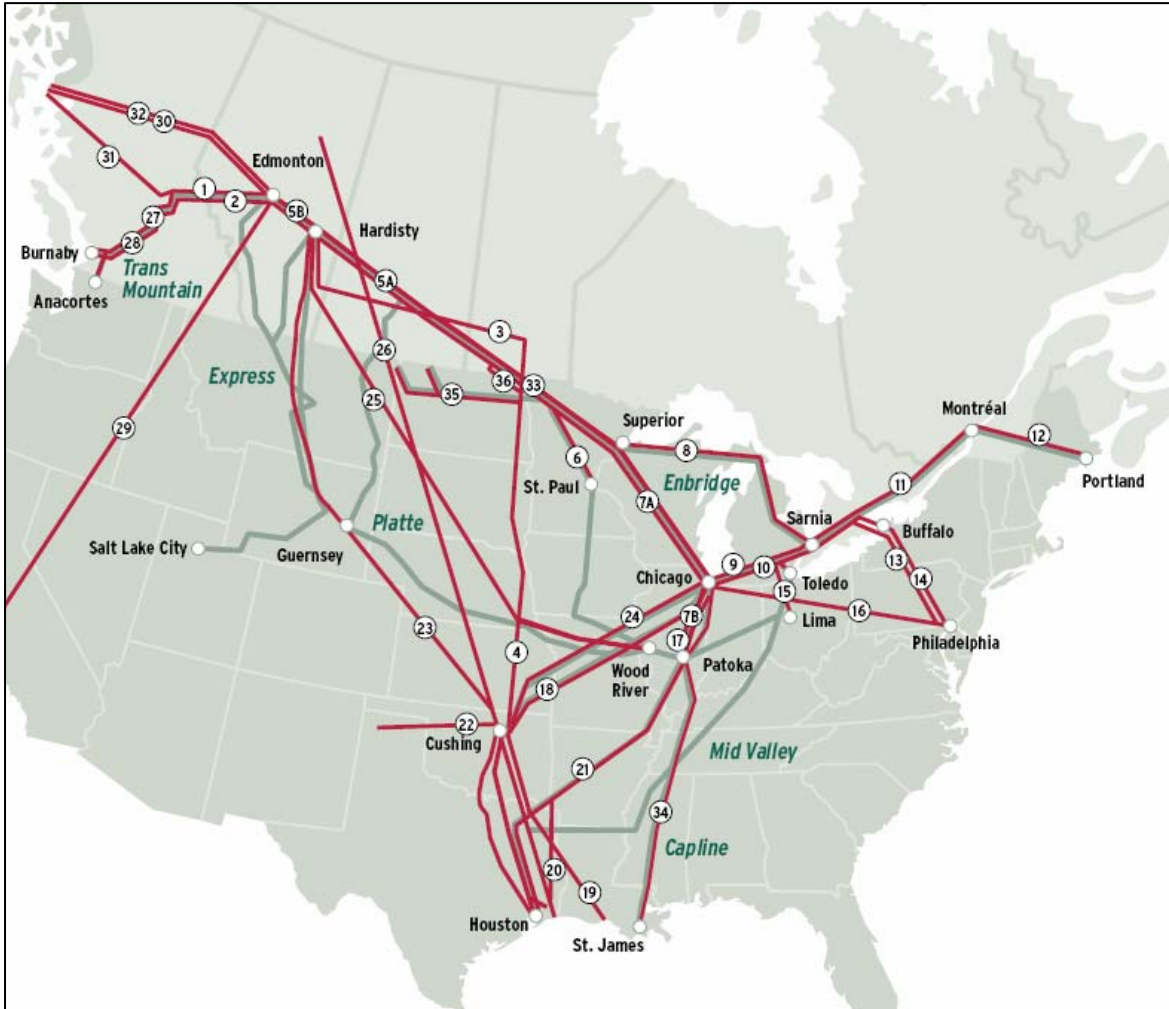 32
30
31
Edmonton
1
2
5B
Hardisty
27
28
Burnaby
Trans
Mountain
Anacortes
5A
3
26
Express
36
33
35
25
29
Superior
8
6
St. Paul
Enbridge
7A
Montréal
12
Portland
11
Sarnia
Buffalo
Platte
Salt Lake City
Guernsey
Chicago
9
10
Toledo
13
14
15
16
Lima
Philadelphia
24
7B
17
23
4
Wood
River
Patoka
18
22
Cushing
Mid Valley
21
34
Capline
20
19
Houston
St. James